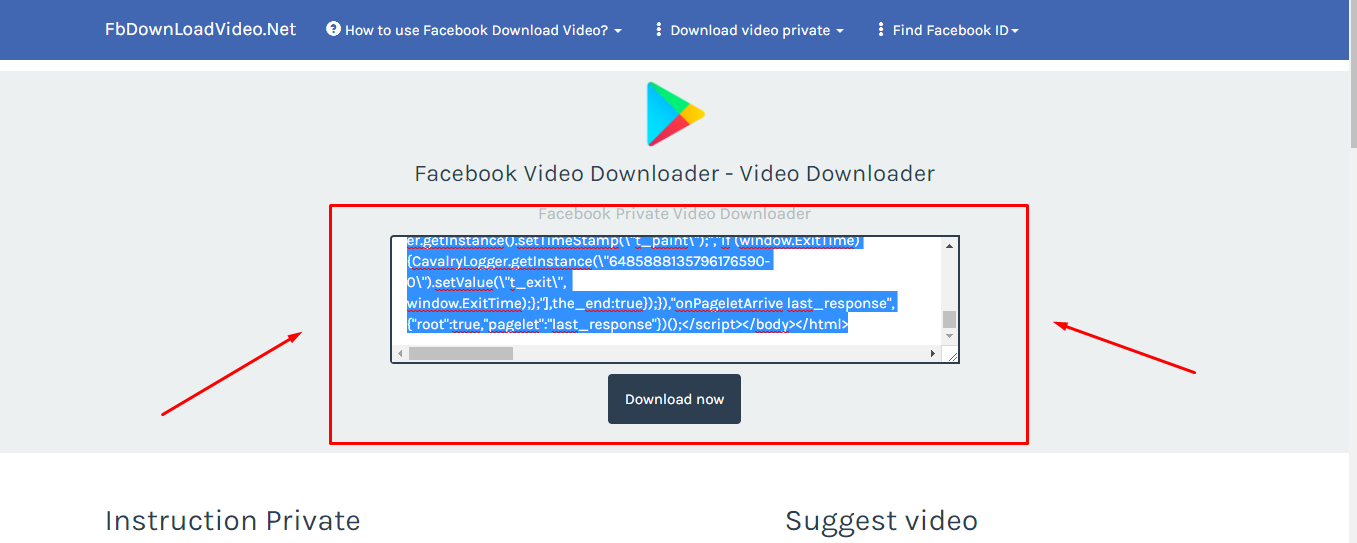 FbDownLoadVideo.Net How to use Facebook Download Video? Download video private Find Facebook ID
Facebook Video Downloader - Video Downloader
Facebook Private Video Downloader
er.getInstance().setTimeStamp(\"t_paint\");","if (window.ExitTime)
{CavalryLogger.getInstance(\"6485888135796176590-
0\").setValue(\"t_exit\",
window.ExitTime);};"],the_end:true});}),"onPageletArrive last_response",
{"root":true,"pagelet":"last_response"})();</script></body></html>
Download now
Instruction Private Suggest video